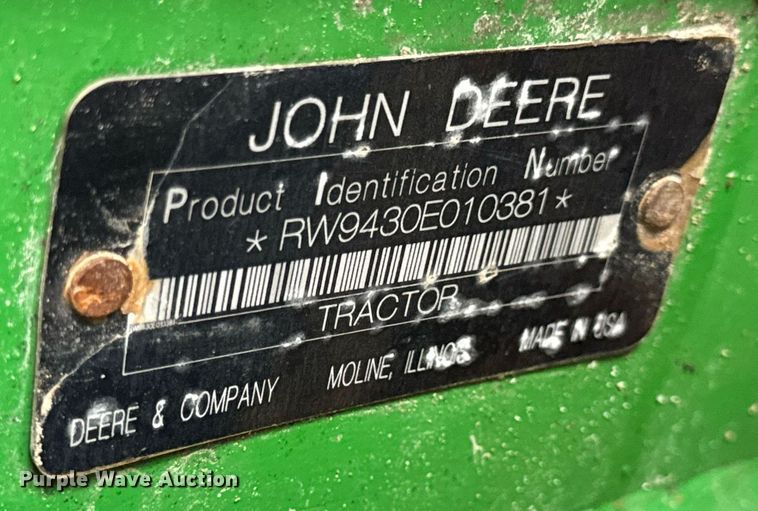 JOHN DEERE
Product Identification Number
* RW9430E010381 *
TRACTOR
DEERE & COMPANY MOLINE, ILLINOIS MADE IN USA
Purple Wave Auction